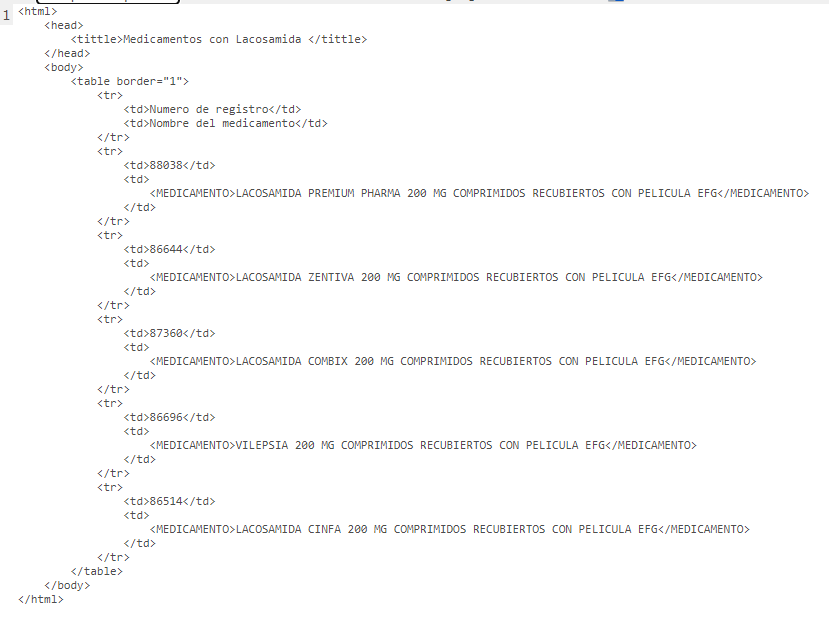 1 <html>
<head>
<tittle>Medicamentos con Lacosamida </tittle>
</head>
<body>
<table border="1">
<tr>
<td>Numero de registro</td>
<td>Nombre del medicamento</td>
</tr>
<tr>
<td>88038</td>
<td>
<MEDICAMENTO>LACOSAMIDA PREMIUM PHARMA 200 MG COMPRIMIDOS RECUBIERTOS CON PELICULA EFG</MEDICAMENTO>
</td>
</tr>
<tr>
<td>86644</td>
<td>
<MEDICAMENTO>LACOSAMIDA ZENTIVA 200 MG COMPRIMIDOS RECUBIERTOS CON PELICULA EFG</MEDICAMENTO>
</td>
</tr>
<tr>
<td>87360</td>
<td>
<MEDICAMENTO>LACOSAMIDA COMBIX 200 MG COMPRIMIDOS RECUBIERTOS CON PELICULA EFG</MEDICAMENTO>
</td>
</tr>
<tr>
<td>86696</td>
<td>
<MEDICAMENTO>VILEPSIA 200 MG COMPRIMIDOS RECUBIERTOS CON PELICULA EFG</MEDICAMENTO>
</td>
</tr>
<tr>
<td>86514</td>
<td>
<MEDICAMENTO>LACOSAMIDA CINFA 200 MG COMPRIMIDOS RECUBIERTOS CON PELICULA EFG</MEDICAMENTO>
</td>
</tr>
</table>
</body>
</html>